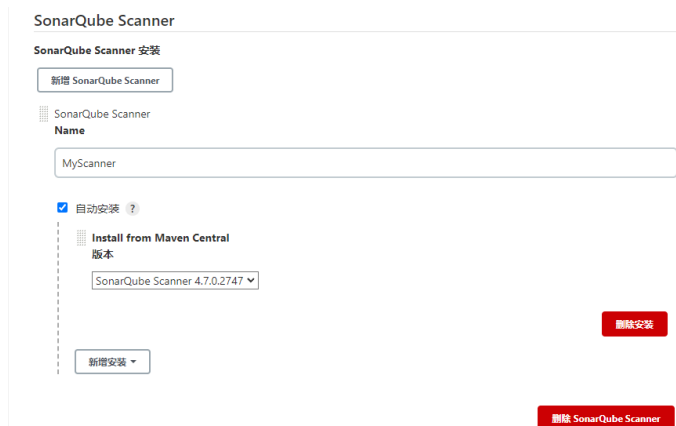 SonarQube Scanner
SonarQube Scanner 安装
新增 SonarQube Scanner
SonarQube Scanner
Name
MyScanner
自动安装 ?
Install from Maven Central
版本
SonarQube Scanner 4.7.0.2747
删除安装
新增安装
删除 SonarQube Scanner